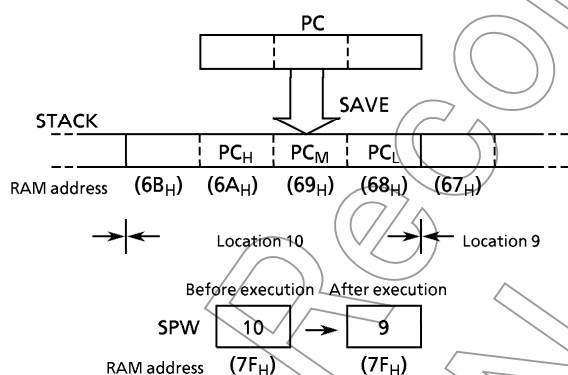 PC
SAVE
STACK
PCH PCM PCL
RAM address (6BH) (6AH) (69H) (68H) (67H)
Location 10 Location 9
Before execution After execution
SPW 10 9
RAM address (7FH) (7FH)